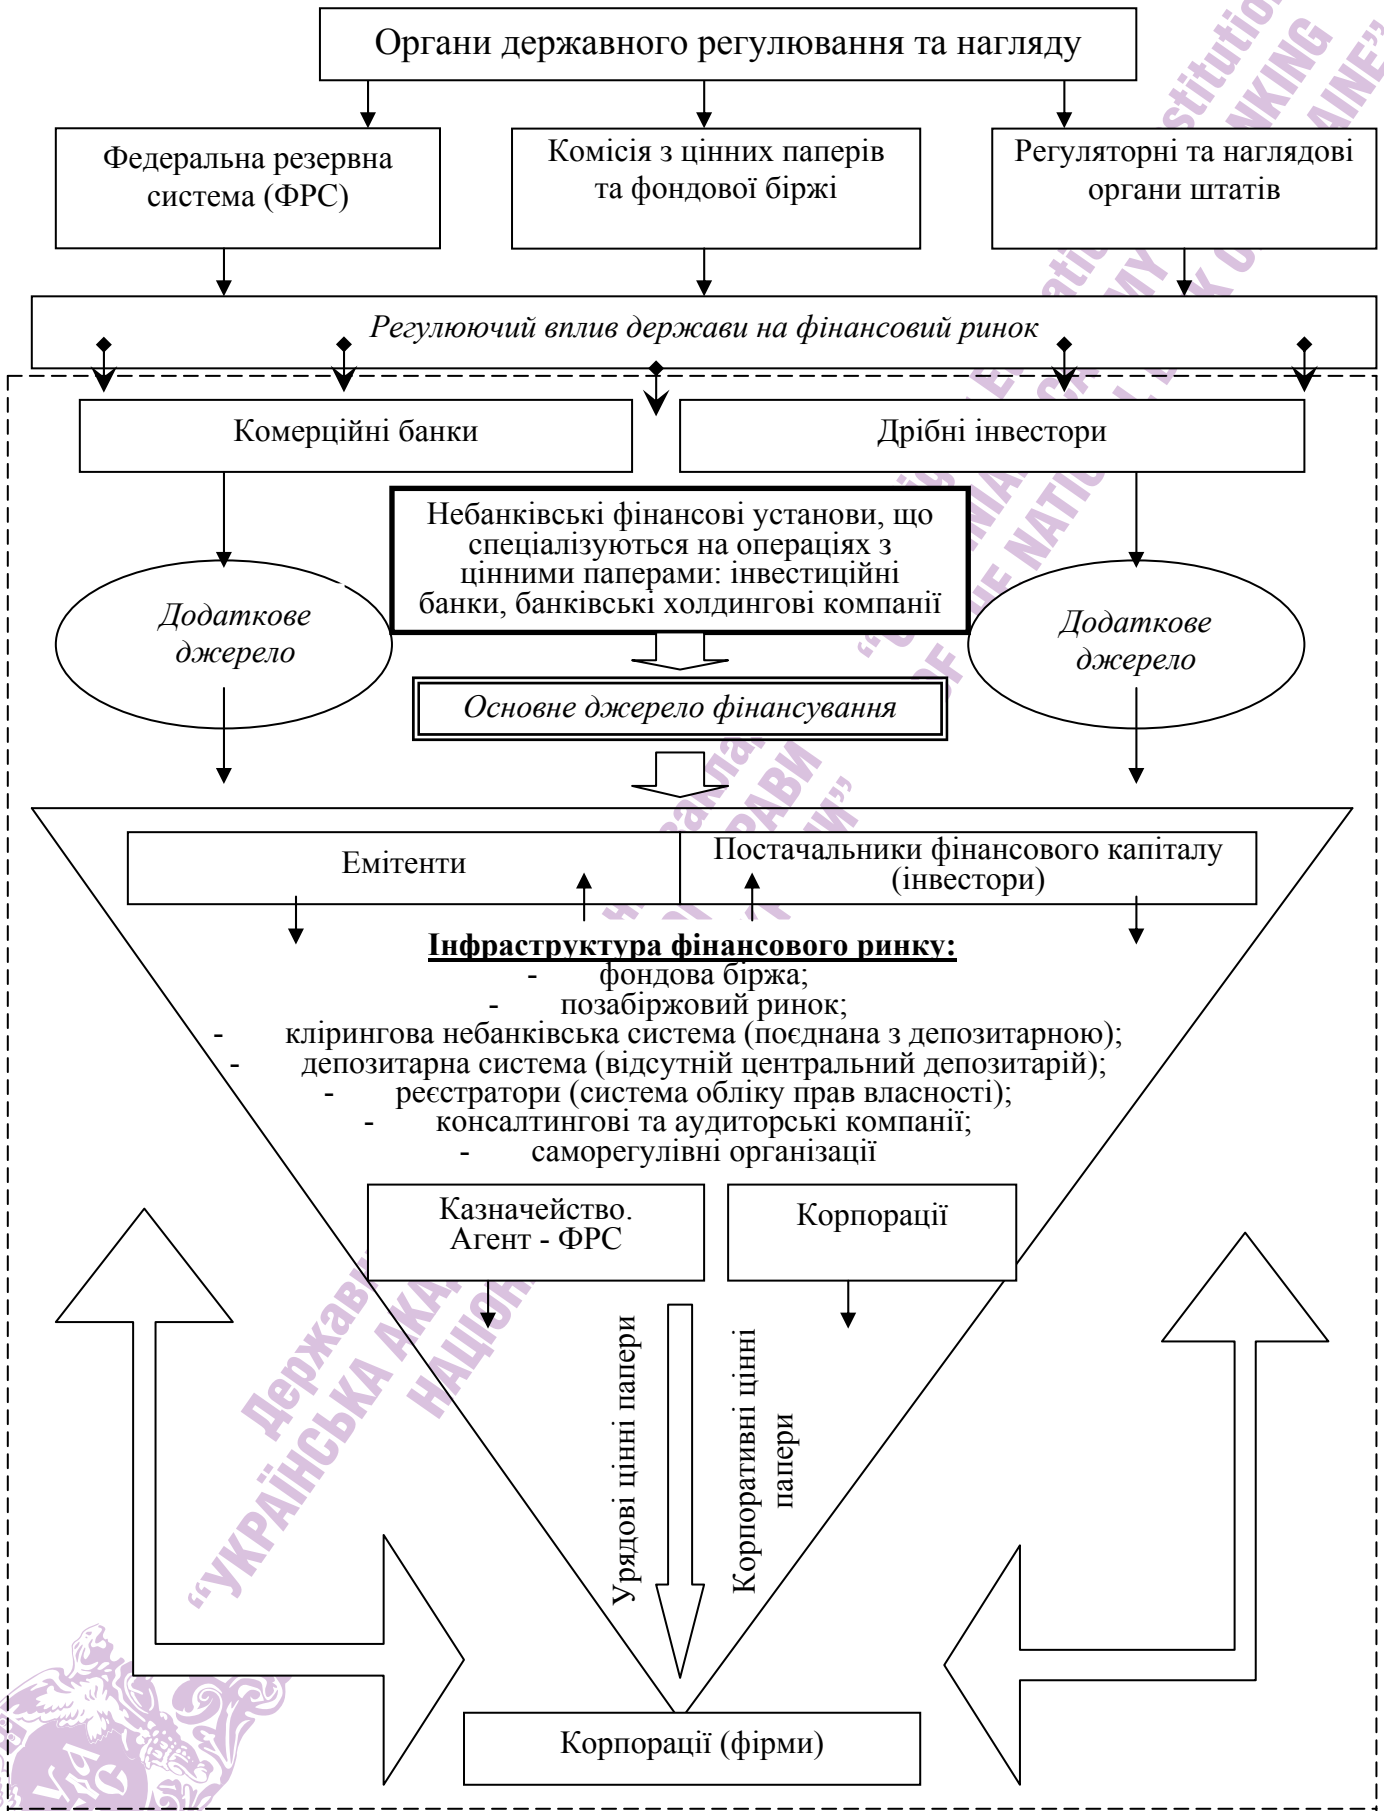 Органи державного регулювання та нагляду
Федеральна резервна
система (ФРС)
Комісія з цінних паперів
та фондової біржі
Регуляторні та наглядові
органи штатів
Регулюючий вплив держави на фінансовий ринок
Комерційні банки
Дрібні інвестори
Небанківські фінансові установи, що
спеціалізуються на операціях з
цінними паперами: інвестиційні
банки, банківські холдингові компанії
Додаткове
джерело
Додаткове
джерело
Основне джерело фінансування
Емітенти
Постачальники фінансового капіталу
(інвестори)
Інфраструктура фінансового ринку:
- фондова біржа;
- позабіржовий ринок;
- клірингова небанківська система (поєднана з депозитарною);
- депозитарна система (відсутній центральний депозитарій);
- реєстратори (система обліку прав власності);
- консалтингові та аудиторські компанії;
- саморегулівні організації
Казначейство.
Агент - ФРС
Корпорації
Урядові цінні папери
Корпоративні цінні
папери
Корпорації (фірми)